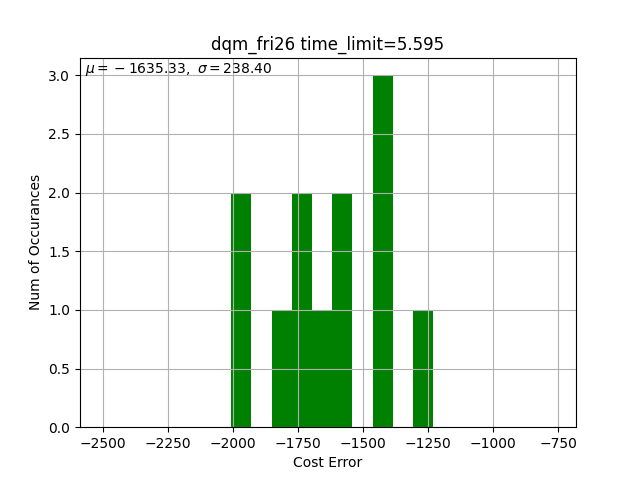 dqm_fri26 time_limit=5.595
μ = −1635.33, σ = 238.40
3.0
2.5
2.0
1.5
1.0
0.5
0.0
Num of Occurances
−2500 −2250 −2000 −1750 −1500 −1250 −1000 −750
Cost Error